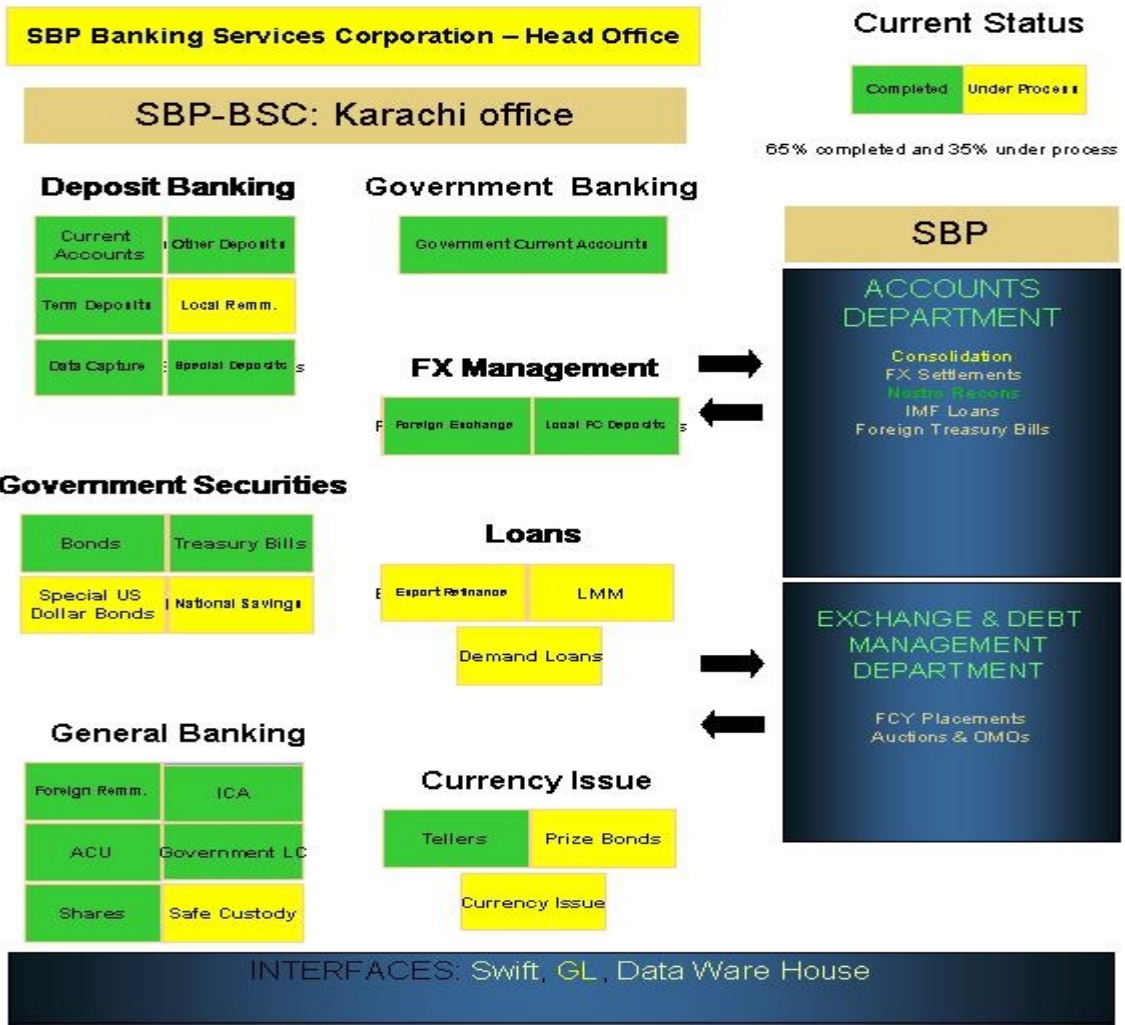 SBP Banking Services Corporation – Head Office
Current Status
Completed
Under Process
65% completed and 35% under process
SBP-BSC: Karachi office
Deposit Banking
Current
Accounts
Other Deposits
Term Deposits
Local Remm.
Data Capture
Special Deposits
Government Banking
Government Current Accounts
FX Management
Foreign Exchange
Local FC Deposits
Government Securities
Bonds
Treasury Bills
Special US
Dollar Bonds
National Savings
Loans
Export Refinance
LMM
Demand Loans
General Banking
Foreign Remm.
ICA
ACU
Government LC
Shares
Safe Custody
Currency Issue
Tellers
Prize Bonds
Currency Issue
SBP
ACCOUNTS
DEPARTMENT
Consolidation
FX Settlements
Nostro Recons
IMF Loans
Foreign Treasury Bills
EXCHANGE & DEBT
MANAGEMENT
DEPARTMENT
FCY Placements
Auctions & OMOs
INTERFACES: Swift, GL, Data Ware House